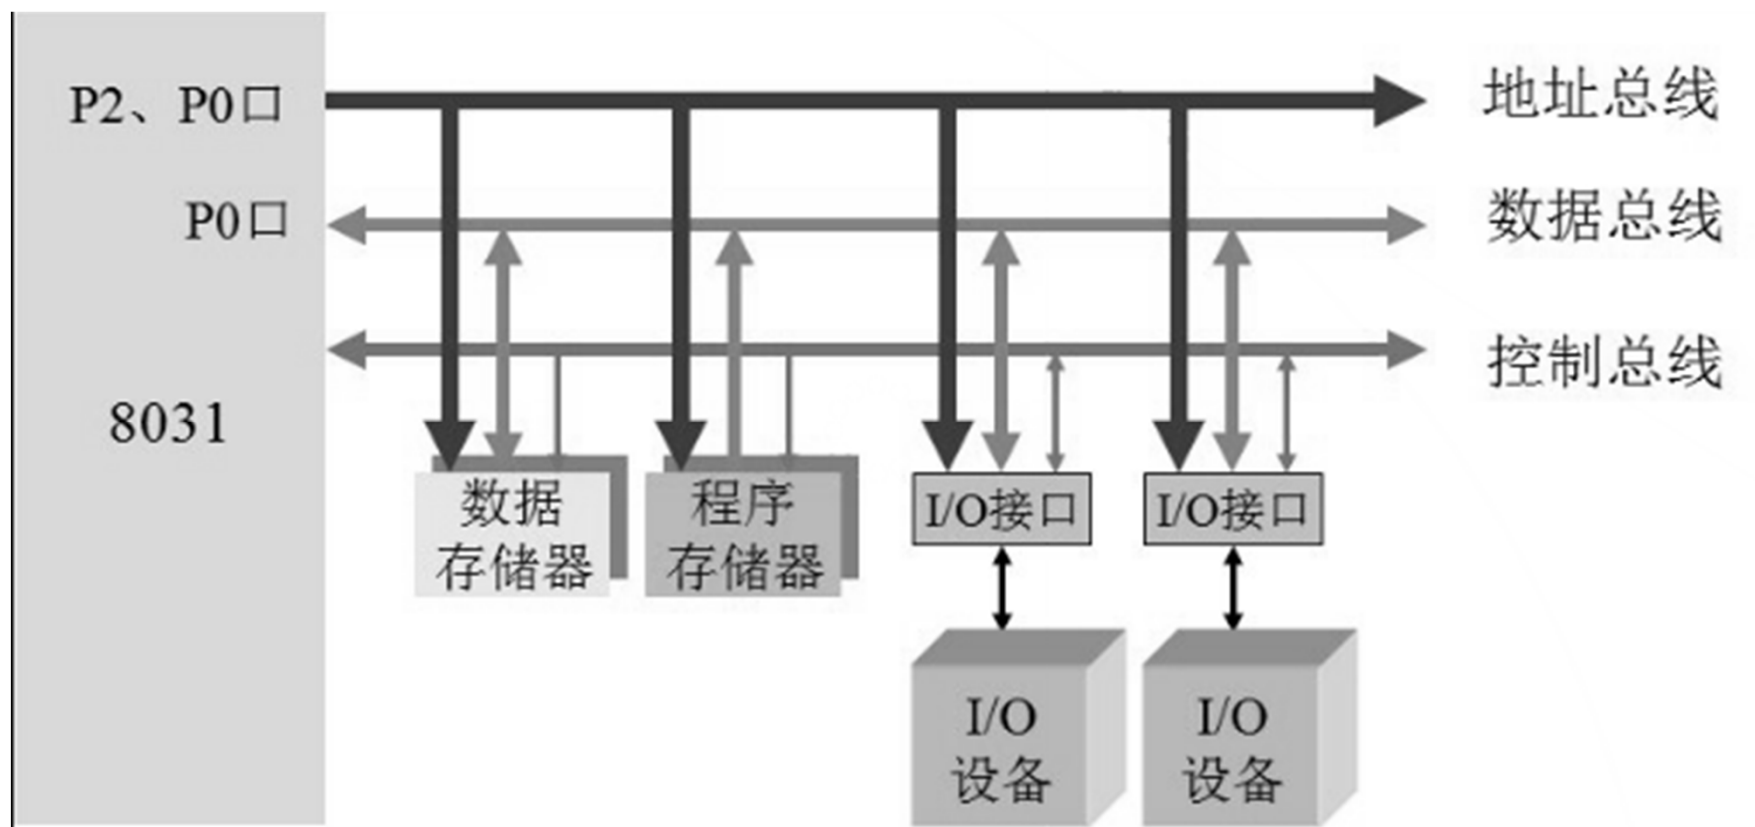 P2、P0口
地址总线
P0口
数据总线
控制总线
8031
数据
存储器
程序
存储器
I/O接口
I/O接口
I/O
设备
I/O
设备